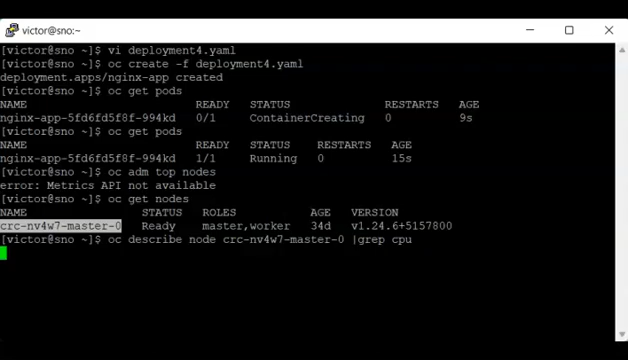 victor@sno:~
[victor@sno ~]$ vi deployment4.yaml
[victor@sno ~]$ oc create -f deployment4.yaml
deployment.apps/nginx-app created
[victor@sno ~]$ oc get pods
NAME READY STATUS RESTARTS AGE
nginx-app-5fd6fd5f8f-994kd 0/1 ContainerCreating 0 9s
[victor@sno ~]$ oc get pods
NAME READY STATUS RESTARTS AGE
nginx-app-5fd6fd5f8f-994kd 1/1 Running 0 15s
[victor@sno ~]$ oc adm top nodes
error: Metrics API not available
[victor@sno ~]$ oc get nodes
NAME STATUS ROLES AGE VERSION
crc-nv4w7-master-0 Ready master,worker 34d v1.24.6+5157800
[victor@sno ~]$ oc describe node crc-nv4w7-master-0 |grep cpu